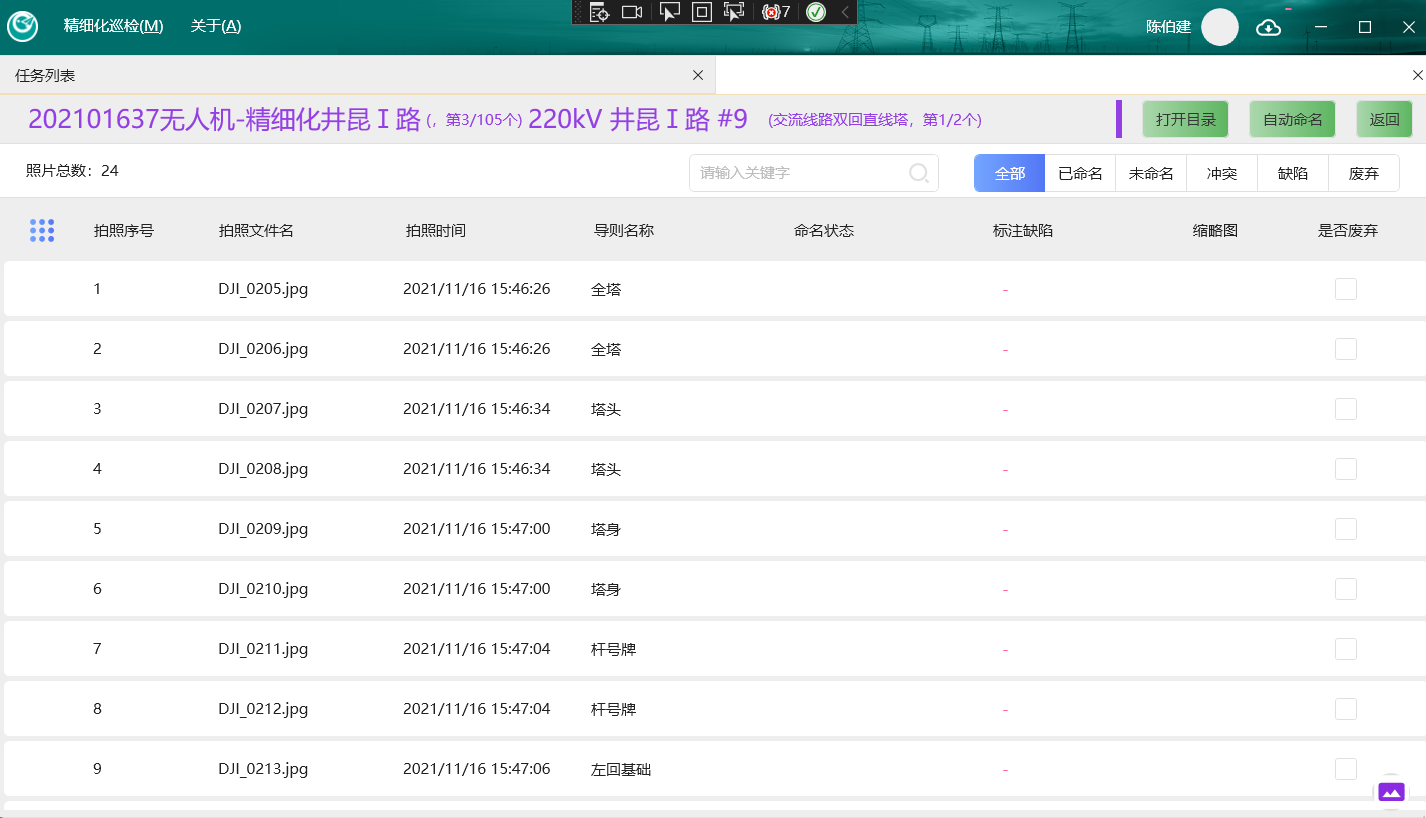 精细化巡检(M) 关于(A) 7 陈伯建
任务列表
202101637无人机-精细化井昆Ⅰ路 (，第3/105个) 220kV 井昆Ⅰ路 #9 (交流线路双回直线塔，第1/2个) 打开目录 自动命名 返回
照片总数：24 请输入关键字 全部 已命名 未命名 冲突 缺陷 废弃
拍照序号 拍照文件名 拍照时间 导则名称 命名状态 标注缺陷 缩略图 是否废弃
1 DJI_0205.jpg 2021/11/16 15:46:26 全塔 -
2 DJI_0206.jpg 2021/11/16 15:46:26 全塔 -
3 DJI_0207.jpg 2021/11/16 15:46:34 塔头 -
4 DJI_0208.jpg 2021/11/16 15:46:34 塔头 -
5 DJI_0209.jpg 2021/11/16 15:47:00 塔身 -
6 DJI_0210.jpg 2021/11/16 15:47:00 塔身 -
7 DJI_0211.jpg 2021/11/16 15:47:04 杆号牌 -
8 DJI_0212.jpg 2021/11/16 15:47:04 杆号牌 -
9 DJI_0213.jpg 2021/11/16 15:47:06 左回基础 -